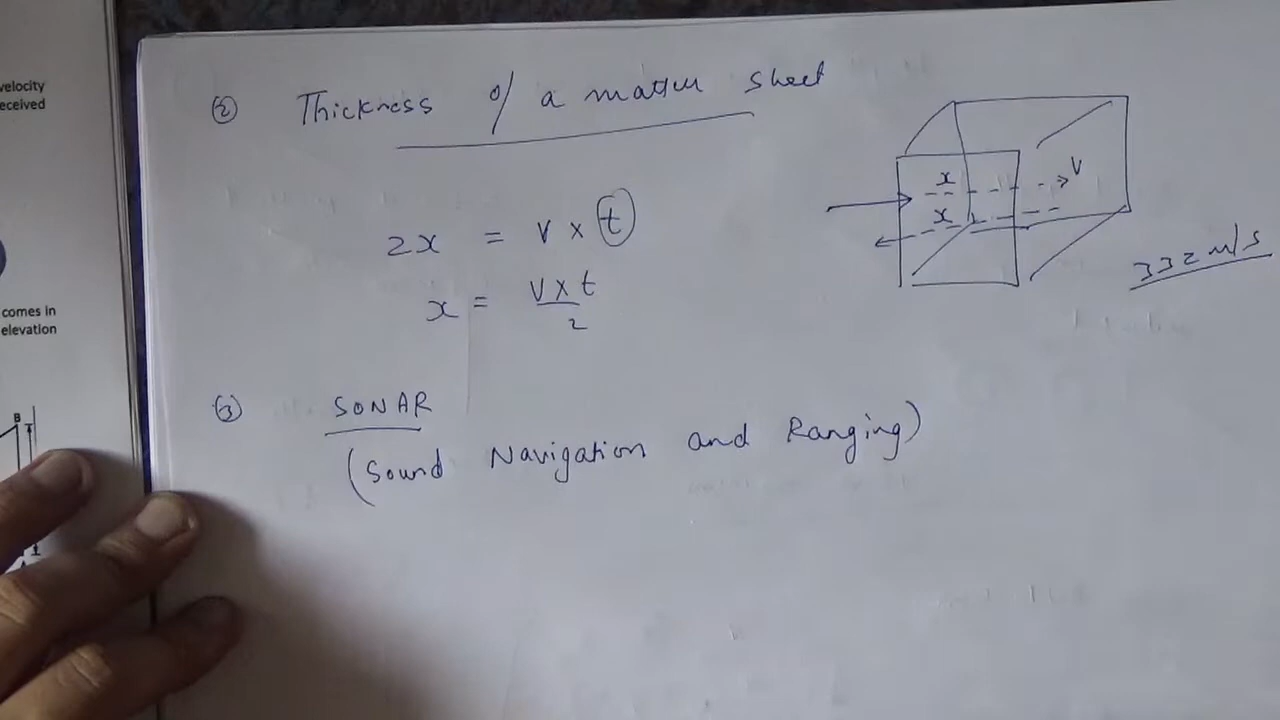 velocity
eceived
comes in
elevation
B
② Thickness of a matter sheet
2x = V × t
x = V × t / 2
x
V
x
332 m/s
③ SONAR
(Sound Navigation and Ranging)